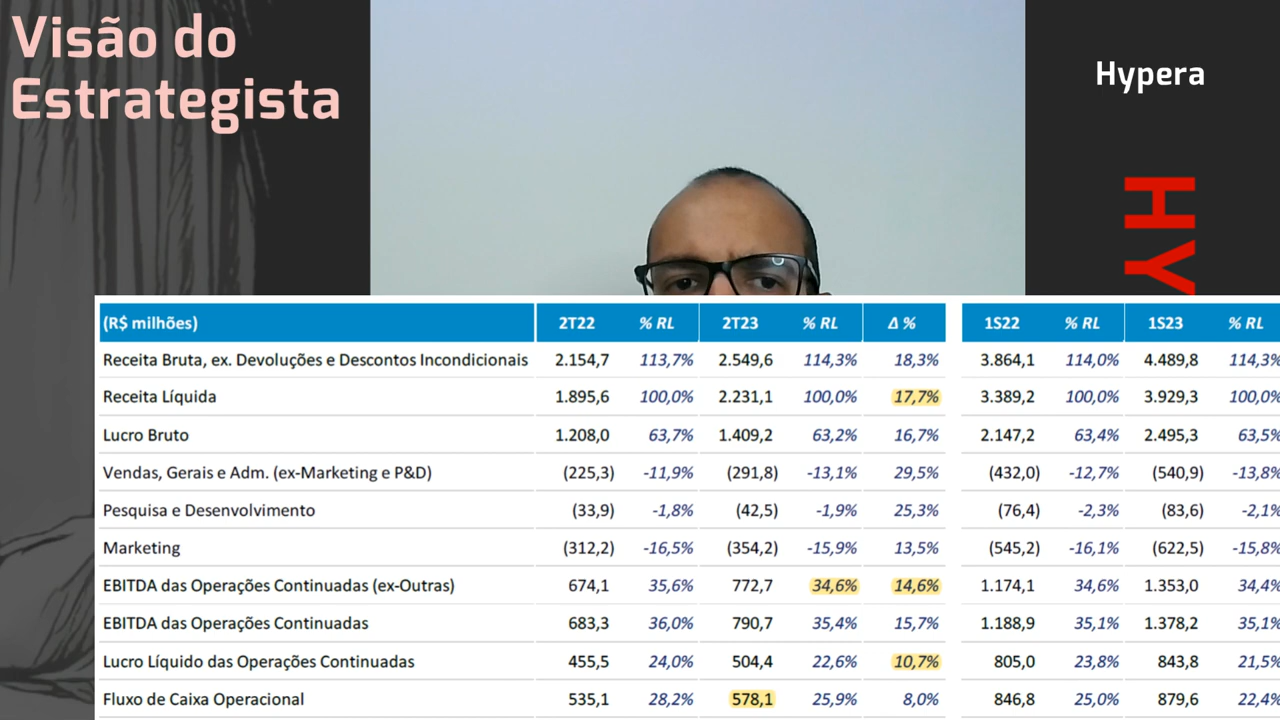 Visão do
Estrategista
Hypera
HY
(R$ milhões) 2T22 % RL 2T23 % RL Δ % 1S22 % RL 1S23 % RL
Receita Bruta, ex. Devoluções e Descontos Incondicionais 2.154,7 113,7% 2.549,6 114,3% 18,3% 3.864,1 114,0% 4.489,8 114,3%
Receita Líquida 1.895,6 100,0% 2.231,1 100,0% 17,7% 3.389,2 100,0% 3.929,3 100,0%
Lucro Bruto 1.208,0 63,7% 1.409,2 63,2% 16,7% 2.147,2 63,4% 2.495,3 63,5%
Vendas, Gerais e Adm. (ex-Marketing e P&D) (225,3) -11,9% (291,8) -13,1% 29,5% (432,0) -12,7% (540,9) -13,8%
Pesquisa e Desenvolvimento (33,9) -1,8% (42,5) -1,9% 25,3% (76,4) -2,3% (83,6) -2,1%
Marketing (312,2) -16,5% (354,2) -15,9% 13,5% (545,2) -16,1% (622,5) -15,8%
EBITDA das Operações Continuadas (ex-Outras) 674,1 35,6% 772,7 34,6% 14,6% 1.174,1 34,6% 1.353,0 34,4%
EBITDA das Operações Continuadas 683,3 36,0% 790,7 35,4% 15,7% 1.188,9 35,1% 1.378,2 35,1%
Lucro Líquido das Operações Continuadas 455,5 24,0% 504,4 22,6% 10,7% 805,0 23,8% 843,8 21,5%
Fluxo de Caixa Operacional 535,1 28,2% 578,1 25,9% 8,0% 846,8 25,0% 879,6 22,4%